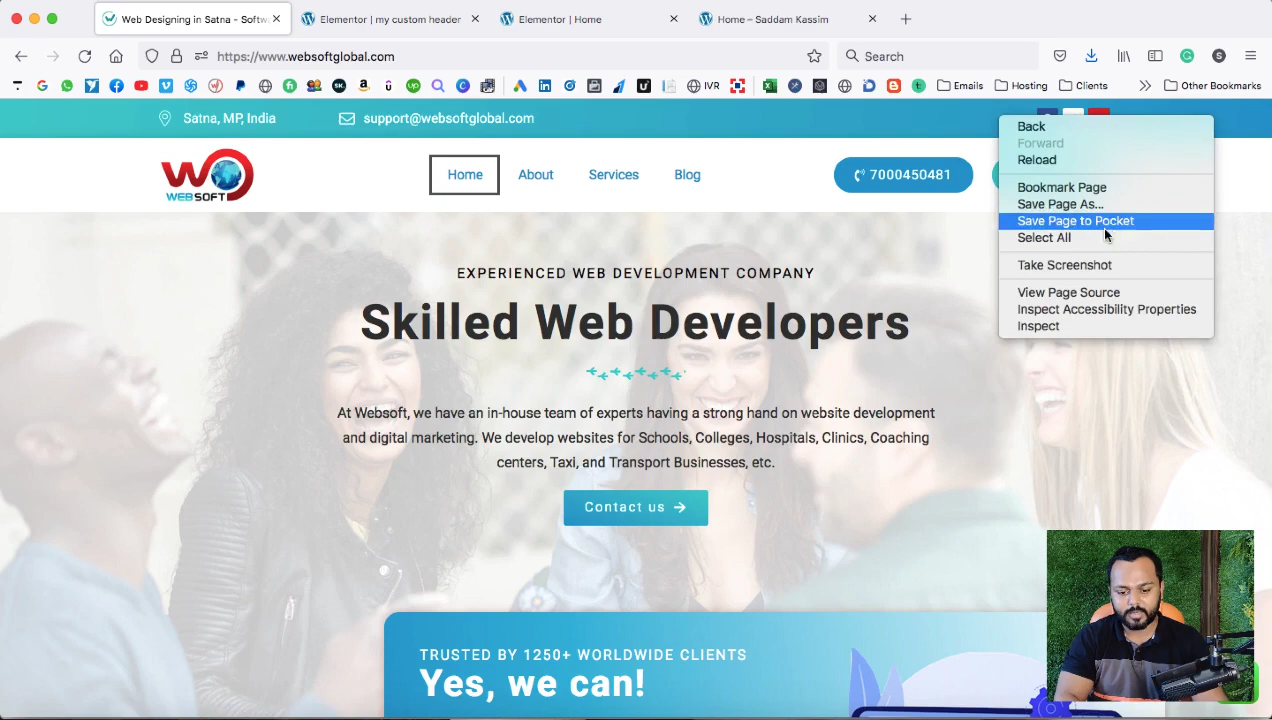 Web Designing in Satna - Softw
Elementor | my custom header
Elementor | Home
Home – Saddam Kassim
https://www.websoftglobal.com
Search
IVR
Emails
Hosting
Clients
Other Bookmarks
Satna, MP, India
support@websoftglobal.com
WEBSOFT
Home
About
Services
Blog
7000450481
Back
Forward
Reload
Bookmark Page
Save Page As...
Save Page to Pocket
Select All
Take Screenshot
View Page Source
Inspect Accessibility Properties
Inspect
EXPERIENCED WEB DEVELOPMENT COMPANY
Skilled Web Developers
At Websoft, we have an in-house team of experts having a strong hand on website development
and digital marketing. We develop websites for Schools, Colleges, Hospitals, Clinics, Coaching
centers, Taxi, and Transport Businesses, etc.
Contact us
TRUSTED BY 1250+ WORLDWIDE CLIENTS
Yes, we can!